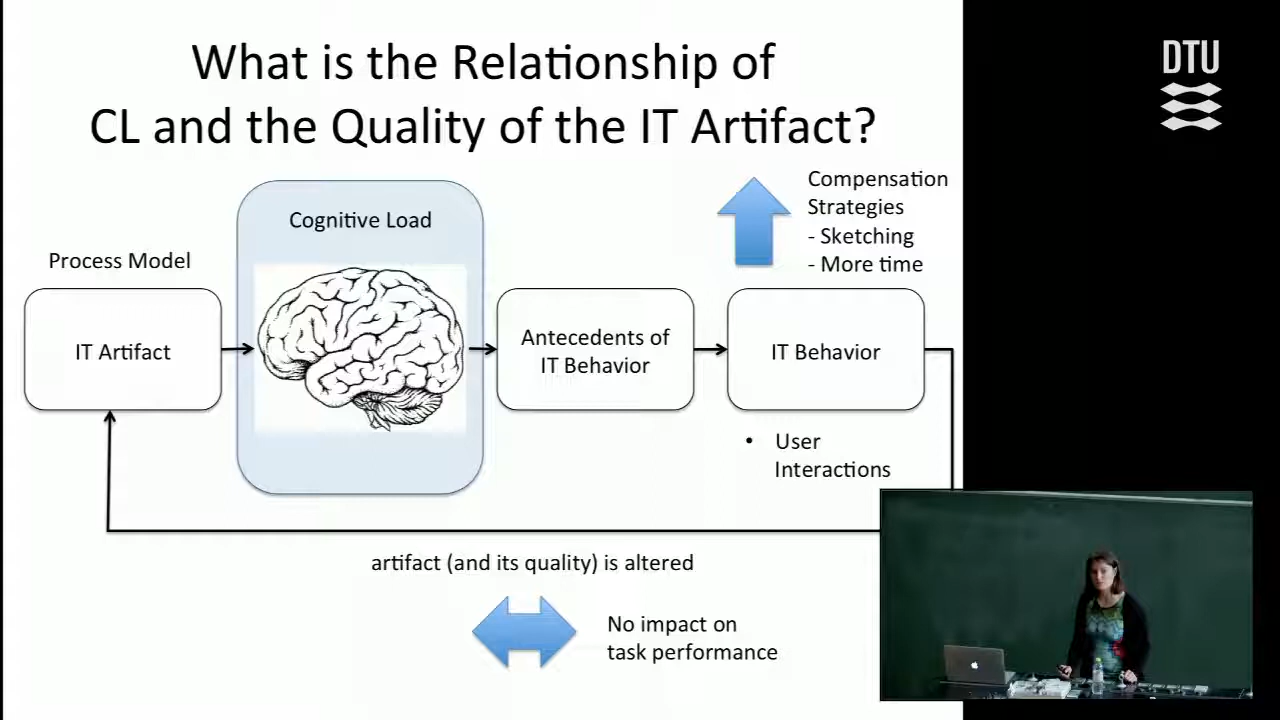 What is the Relationship of
CL and the Quality of the IT Artifact?
DTU
Compensation
Strategies
- Sketching
- More time
Cognitive Load
Process Model
IT Artifact
Antecedents of
IT Behavior
IT Behavior
• User
Interactions
artifact (and its quality) is altered
No impact on
task performance